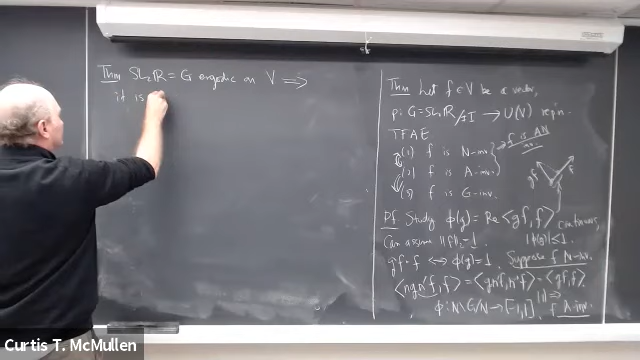 Thm SL₂ℝ = G ergodic on V ⟹
it is
Thm Let f ∈ V be a vector,
ρ: G = SL₂ℝ/±I → U(V) rep'n.
TFAE
(1) f is N-inv.
(2) f is A-inv.
(3) f is G-inv.
f is AN inv.
gf f
Pf Study φ(g) = Re⟨gf, f⟩ continuous,
Can assume ‖f‖₂ = 1. |φ(g)| ≤ 1.
gf = f ⟺ φ(g) = 1. Suppose f N-inv.
⟨ngn'f, f⟩ = ⟨gn'f, n⁻¹f⟩ = ⟨gf, f⟩
φ: N\G/N → [-1,1] f A-inv.
Curtis T. McMullen